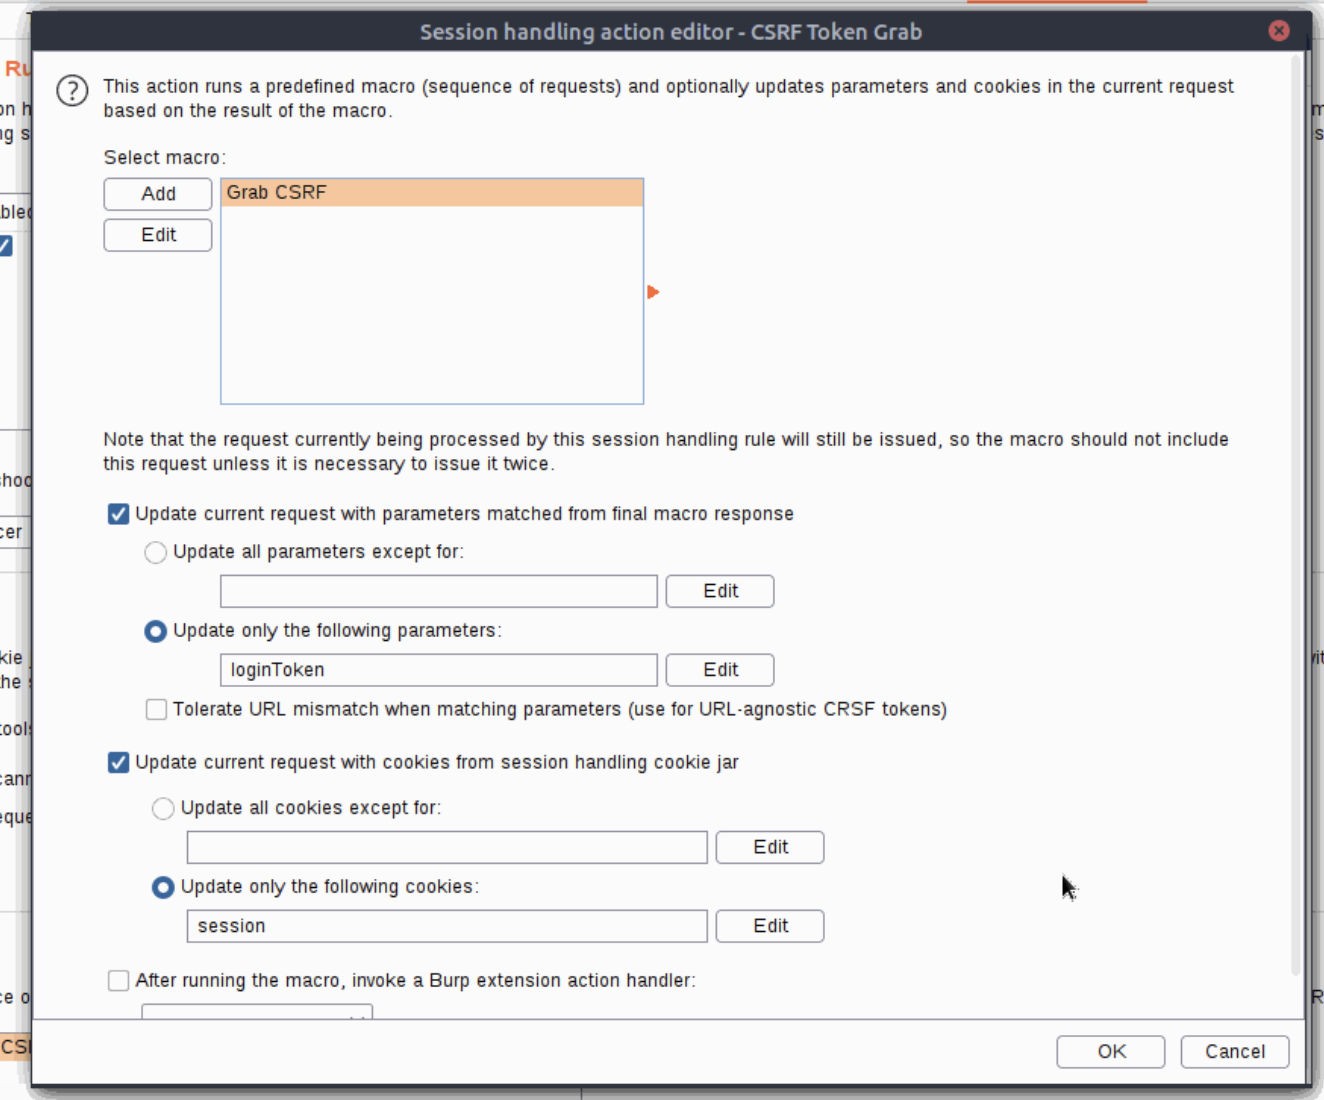 Session handling action editor - CSRF Token Grab
This action runs a predefined macro (sequence of requests) and optionally updates parameters and cookies in the current request
based on the result of the macro.
Select macro:
Add
Grab CSRF
Edit
Note that the request currently being processed by this session handling rule will still be issued, so the macro should not include
this request unless it is necessary to issue it twice.
Update current request with parameters matched from final macro response
Update all parameters except for:
Edit
Update only the following parameters:
loginToken
Edit
Tolerate URL mismatch when matching parameters (use for URL-agnostic CRSF tokens)
Update current request with cookies from session handling cookie jar
Update all cookies except for:
Edit
Update only the following cookies:
session
Edit
After running the macro, invoke a Burp extension action handler:
OK
Cancel